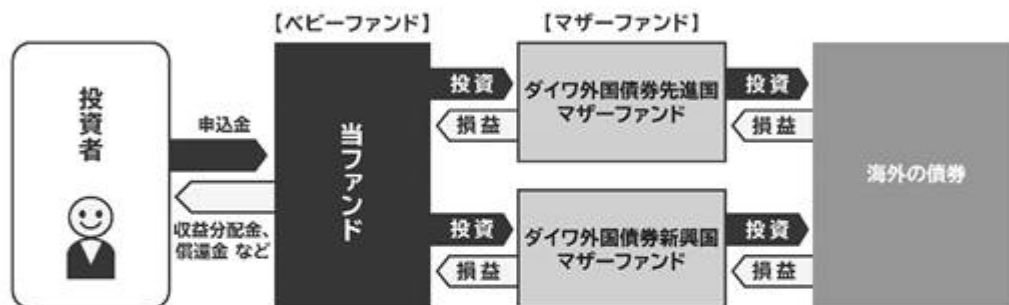 【ベビーファンド】
【マザーファンド】
投資者
申込金
収益分配金、
償還金 など
当ファンド
投資
損益
ダイワ外国債券先進国
マザーファンド
投資
損益
投資
損益
ダイワ外国債券新興国
マザーファンド
投資
損益
海外の債券